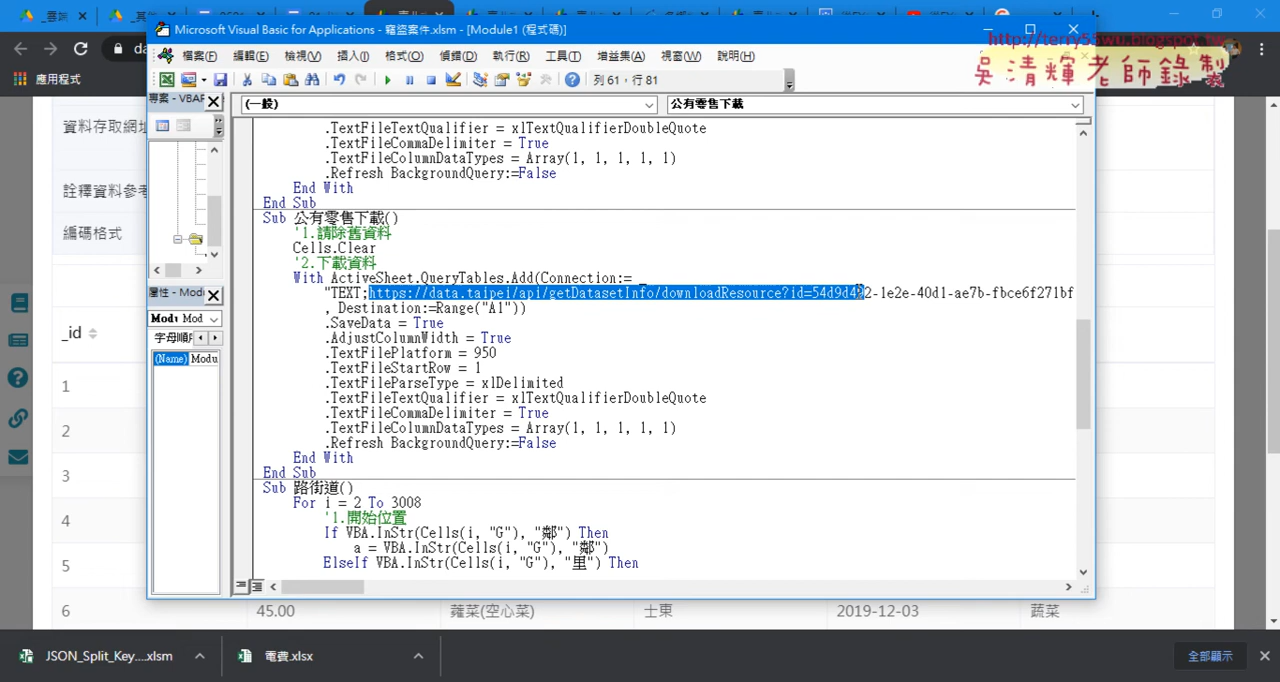 Microsoft Visual Basic for Applications - 竊盜案件.xlsm - [Module1 (程式碼)]
http://terry55wu.blogspot.tw
吳清輝老師錄製
檔案(F) 編輯(E) 檢視(V) 插入(I) 格式(O) 偵錯(D) 執行(R) 工具(T) 增益集(A) 視窗(W) 說明(H)
應用程式
列 61，行 81
專案 - VBAP
(一般)
公有零售下載
資料存取網址
.TextFileTextQualifier = xlTextQualifierDoubleQuote
.TextFileCommaDelimiter = True
.TextFileColumnDataTypes = Array(1, 1, 1, 1, 1)
.Refresh BackgroundQuery:=False
End With
End Sub
詮釋資料參考
編碼格式
Sub 公有零售下載()
'1.請除舊資料
Cells.Clear
'2.下載資料
With ActiveSheet.QueryTables.Add(Connection:= _
"TEXT;https://data.taipei/api/getDatasetInfo/downloadResource?id=54d9d422-1e2e-40d1-ae7b-fbce6f271bf
, Destination:=Range("A1"))
.SaveData = True
.AdjustColumnWidth = True
.TextFilePlatform = 950
.TextFileStartRow = 1
.TextFileParseType = xlDelimited
.TextFileTextQualifier = xlTextQualifierDoubleQuote
.TextFileCommaDelimiter = True
.TextFileColumnDataTypes = Array(1, 1, 1, 1, 1)
.Refresh BackgroundQuery:=False
End With
End Sub
Sub 路街道()
For i = 2 To 3008
'1.開始位置
If VBA.InStr(Cells(i, "G"), "鄰") Then
a = VBA.InStr(Cells(i, "G"), "鄰")
ElseIf VBA.InStr(Cells(i, "G"), "里") Then
屬性 - Modu
Modu Mod
字母順序
(Name) Modu
_id
1
2
3
4
5
6 45.00 蕹菜(空心菜) 士東 2019-12-03 蔬菜
JSON_Split_Key....xlsm
電費.xlsx
全部顯示